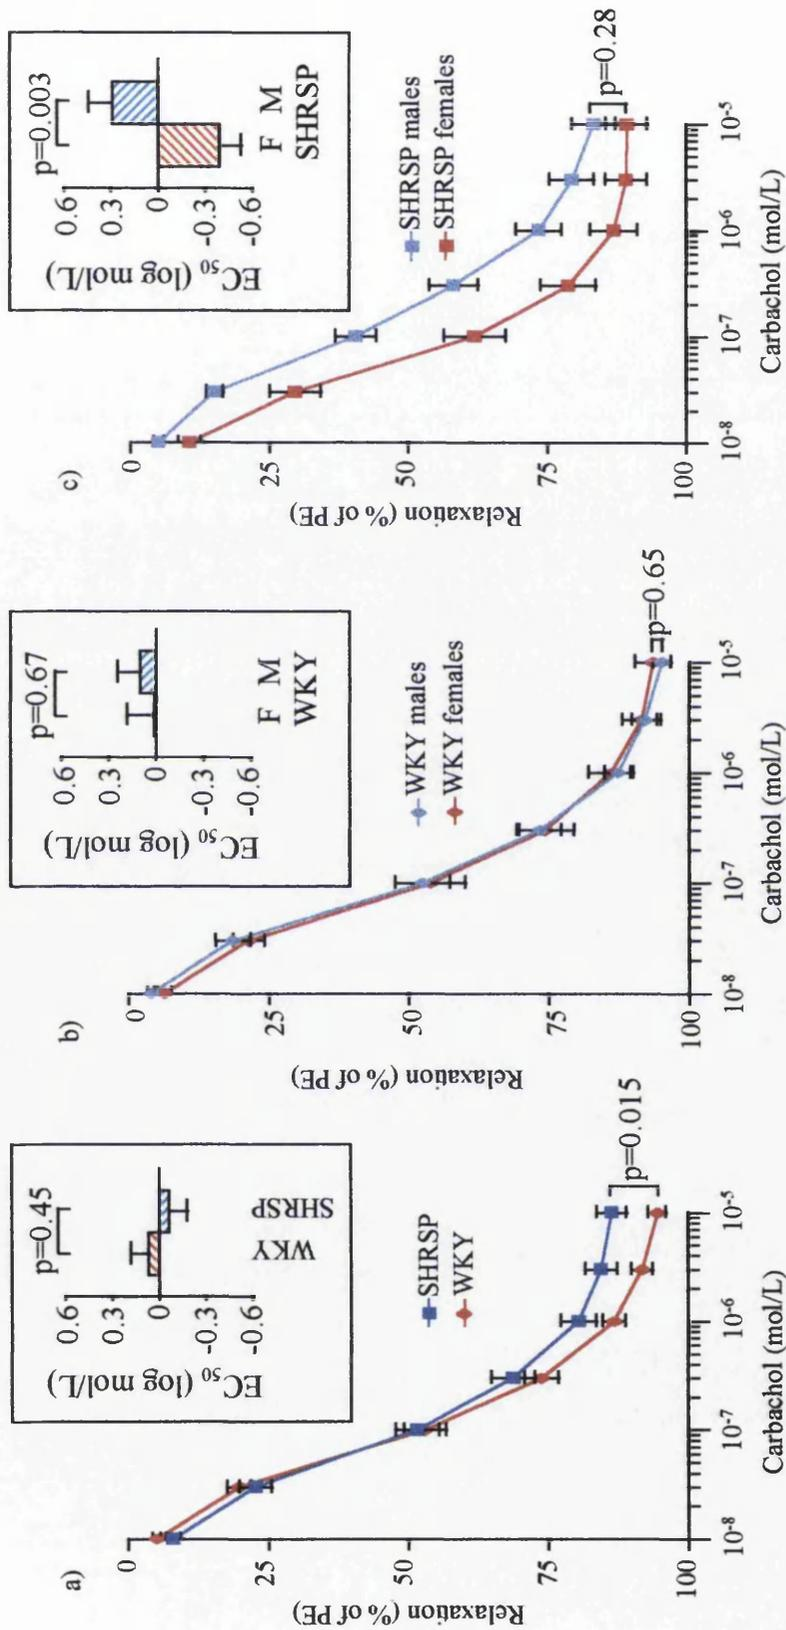 a)
Relaxation (% of PE)
0
25
50
75
100
10-8
10-7
10-6
10-5
Carbachol (mol/L)
SHRSP
WKY
p=0.015
EC50 (log mol/L)
0.6
0.3
0
-0.3
-0.6
p=0.45
WKY
SHRSP
b)
Relaxation (% of PE)
0
25
50
75
100
10-8
10-7
10-6
10-5
Carbachol (mol/L)
WKY males
WKY females
p=0.65
EC50 (log mol/L)
0.6
0.3
0
-0.3
-0.6
p=0.67
F M
WKY
c)
Relaxation (% of PE)
0
25
50
75
100
10-8
10-7
10-6
10-5
Carbachol (mol/L)
SHRSP males
SHRSP females
p=0.28
EC50 (log mol/L)
0.6
0.3
0
-0.3
-0.6
p=0.003
F M
SHRSP